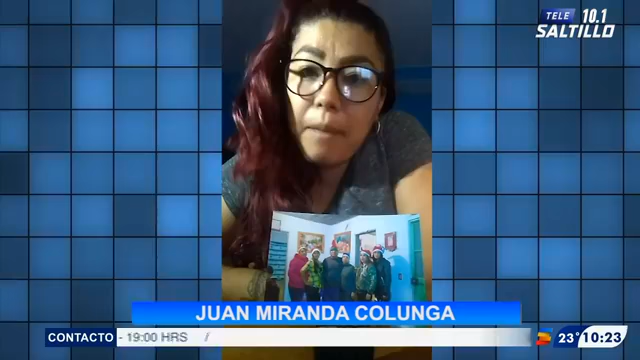 TELE 10.1
SALTILLO
JUAN MIRANDA COLUNGA
CONTACTO - 19:00 HRS / 23° 10:23